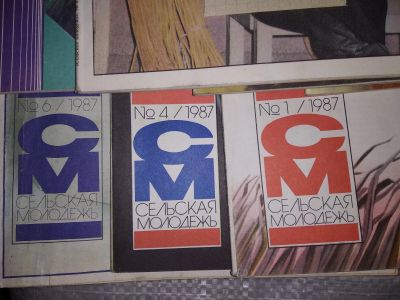 № 6 / 1987
СМ
СЕЛЬСКАЯ
МОЛОДЕЖЬ
№ 4 / 1987
СМ
СЕЛЬСКАЯ
МОЛОДЕЖЬ
№ 1 / 1987
СМ
СЕЛЬСКАЯ
МОЛОДЕЖЬ